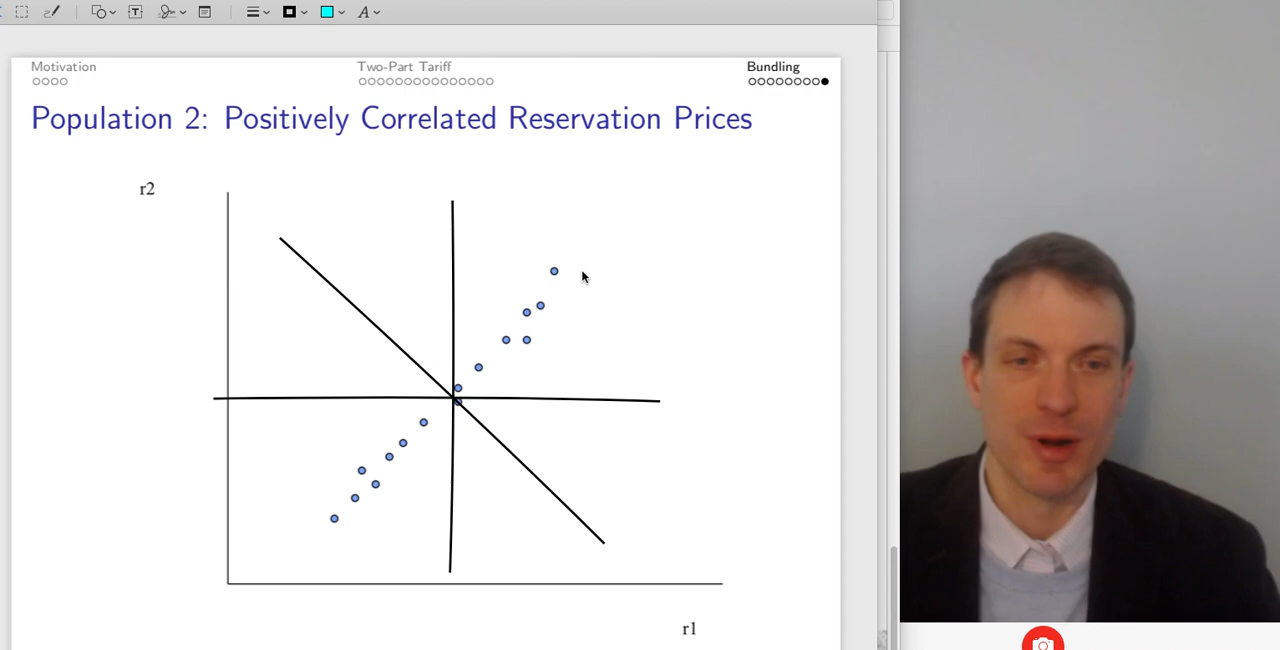 Motivation
Two-Part Tariff
Bundling
Population 2: Positively Correlated Reservation Prices
r2
r1